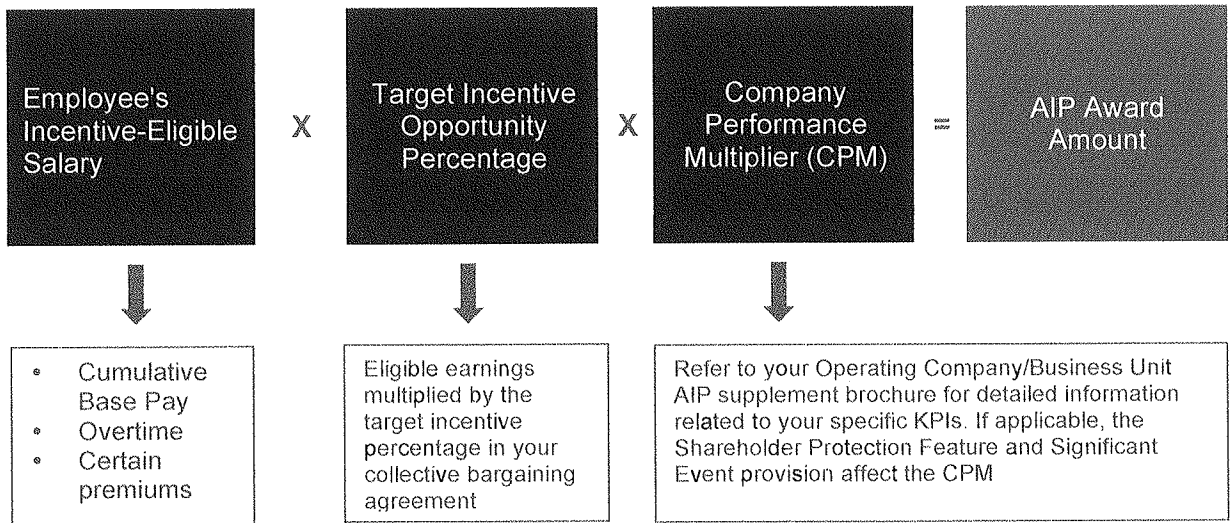 Employee's
Incentive-Eligible
Salary
X
Target Incentive
Opportunity
Percentage
X
Company
Performance
Multiplier (CPM)
=
AIP Award
Amount
• Cumulative
Base Pay
• Overtime
• Certain
premiums
Eligible earnings
multiplied by the
target incentive
percentage in your
collective bargaining
agreement
Refer to your Operating Company/Business Unit
AIP supplement brochure for detailed information
related to your specific KPIs. If applicable, the
Shareholder Protection Feature and Significant
Event provision affect the CPM